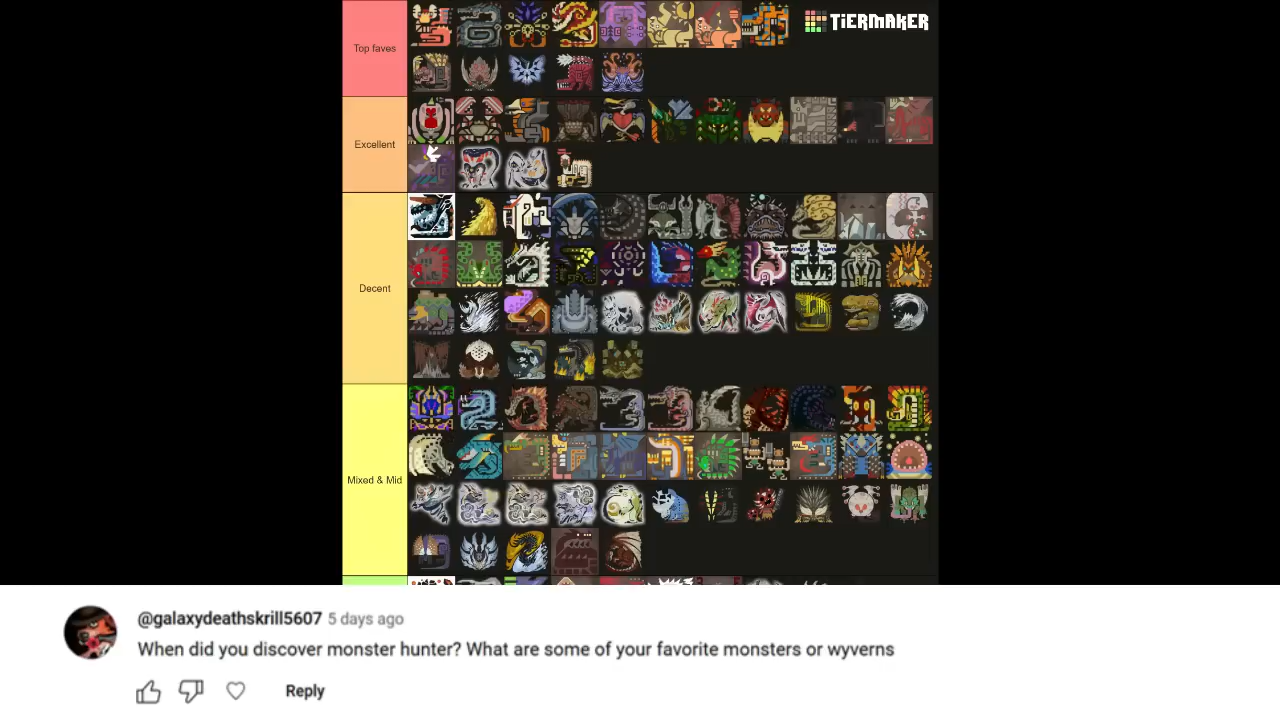 Top faves
TiERMAKER
Excellent
Decent
Mixed & Mid
@galaxydeathskrill5607 5 days ago
When did you discover monster hunter? What are some of your favorite monsters or wyverns
Reply